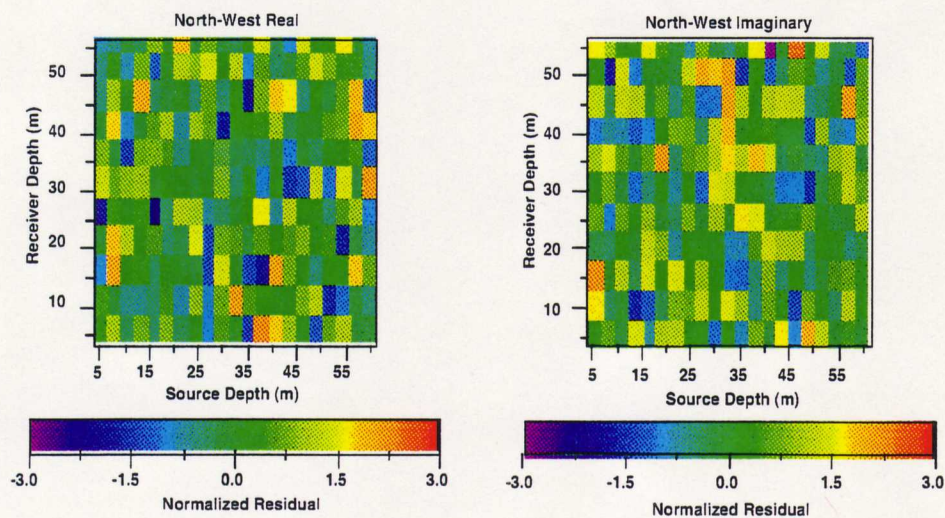 North-West Real
Receiver Depth (m)
50
40
30
20
10
5 15 25 35 45 55
Source Depth (m)
-3.0 -1.5 0.0 1.5 3.0
Normalized Residual
North-West Imaginary
Receiver Depth (m)
50
40
30
20
10
5 15 25 35 45 55
Source Depth (m)
-3.0 -1.5 0.0 1.5 3.0
Normalized Residual